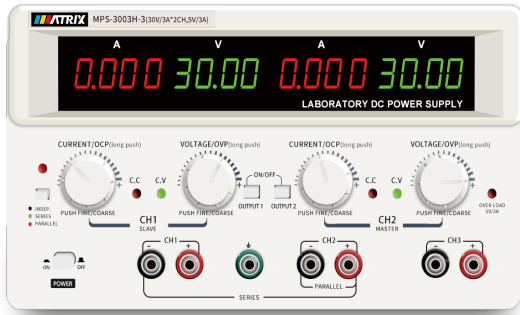 MATRIX MPS-3003H-3(30V/3A*2CH,5V/3A)
A V A V
0.000 30.00 0.000 30.00
LABORATORY DC POWER SUPPLY
CURRENT/OCP(long push) VOLTAGE/OVP(long push) CURRENT/OCP(long push) VOLTAGE/OVP(long push)
C.C C.V ON/OFF C.C C.V
INDEP. OUTPUT 1 OUTPUT 2 OVER LOAD
SERIES 5V/3A
PARALLEL PUSH FINE/COARSE PUSH FINE/COARSE PUSH FINE/COARSE PUSH FINE/COARSE
CH1 CH2
SLAVE MASTER
CH1 CH2 CH3
- + - + - +
ON OFF
POWER PARALLEL
SERIES